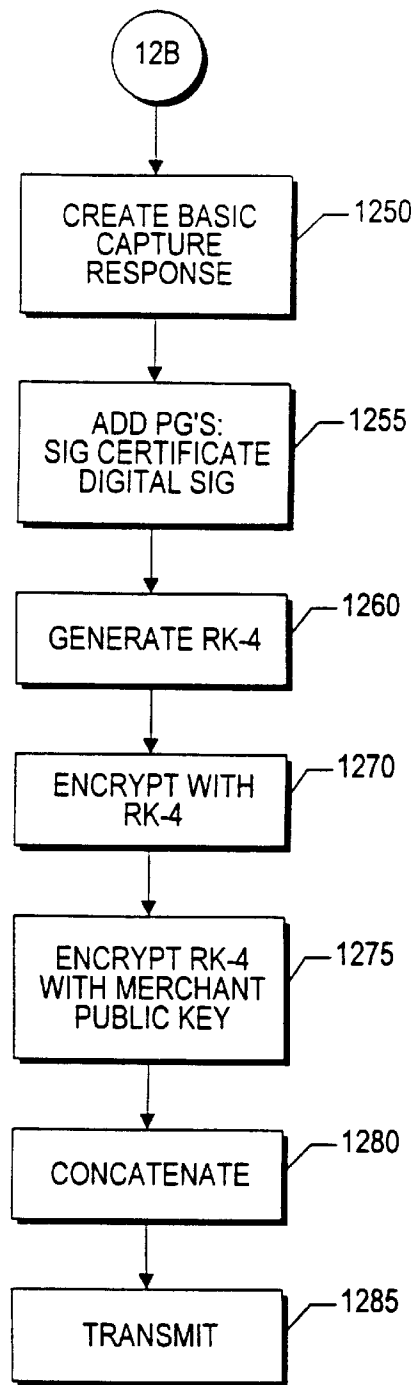 12B
CREATE BASIC
CAPTURE
RESPONSE
1250
ADD PG'S:
SIG CERTIFICATE
DIGITAL SIG
1255
GENERATE RK-4
1260
ENCRYPT WITH
RK-4
1270
ENCRYPT RK-4
WITH MERCHANT
PUBLIC KEY
1275
CONCATENATE
1280
TRANSMIT
1285